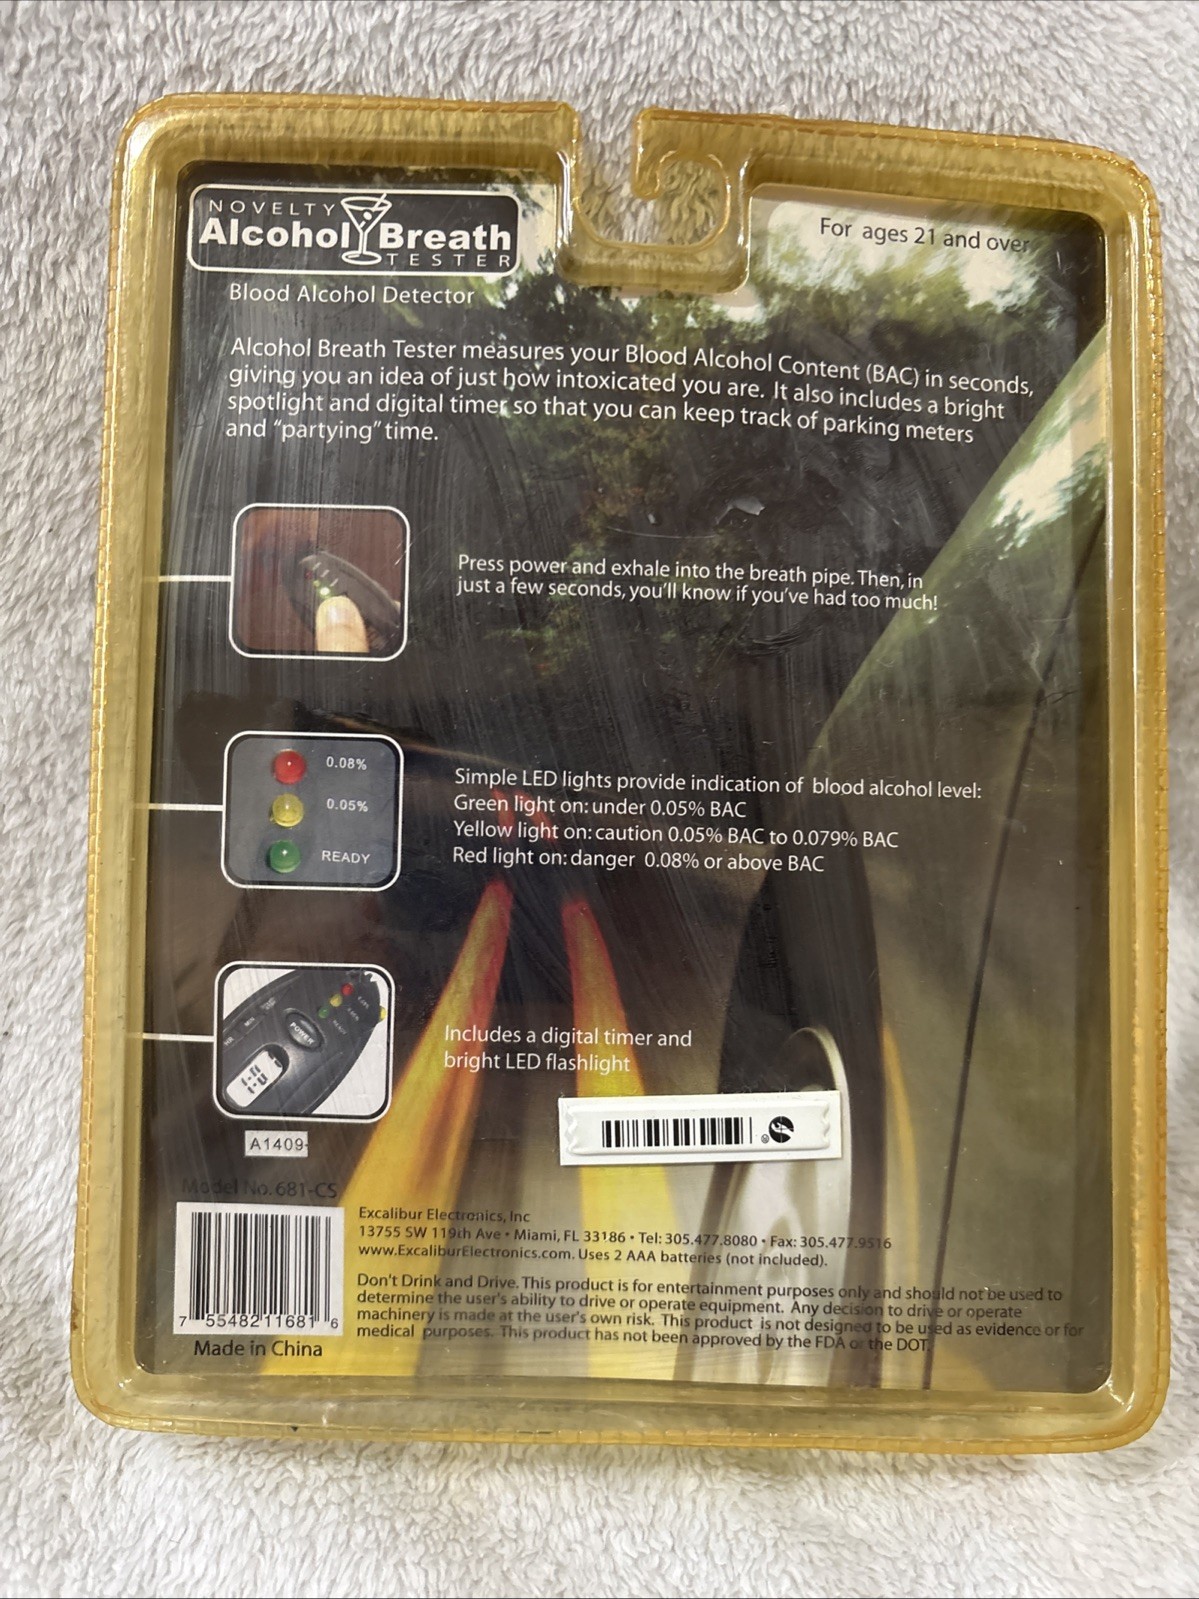 NOVELTY
Alcohol Breath
TESTER
For ages 21 and over
Blood Alcohol Detector
Alcohol Breath Tester measures your Blood Alcohol Content (BAC) in seconds,
giving you an idea of just how intoxicated you are. It also includes a bright
spotlight and digital timer so that you can keep track of parking meters
and “partying” time.
Press power and exhale into the breath pipe. Then, in
just a few seconds, you'll know if you've had too much!
0.08%
0.05%
READY
Simple LED lights provide indication of blood alcohol level:
Green light on: under 0.05% BAC
Yellow light on: caution 0.05% BAC to 0.079% BAC
Red light on: danger 0.08% or above BAC
POWER
Includes a digital timer and
bright LED flashlight
A1409-
Model No. 681-CS
7 55482 11681 6
Made in China
Excalibur Electronics, Inc
13755 SW 119th Ave • Miami, FL 33186 • Tel: 305.477.8080 • Fax: 305.477.9516
www.ExcaliburElectronics.com. Uses 2 AAA batteries (not included).
Don't Drink and Drive. This product is for entertainment purposes only and should not be used to
determine the user's ability to drive or operate equipment. Any decision to drive or operate
machinery is made at the user's own risk. This product is not designed to be used as evidence or for
medical purposes. This product has not been approved by the FDA or the DOT.